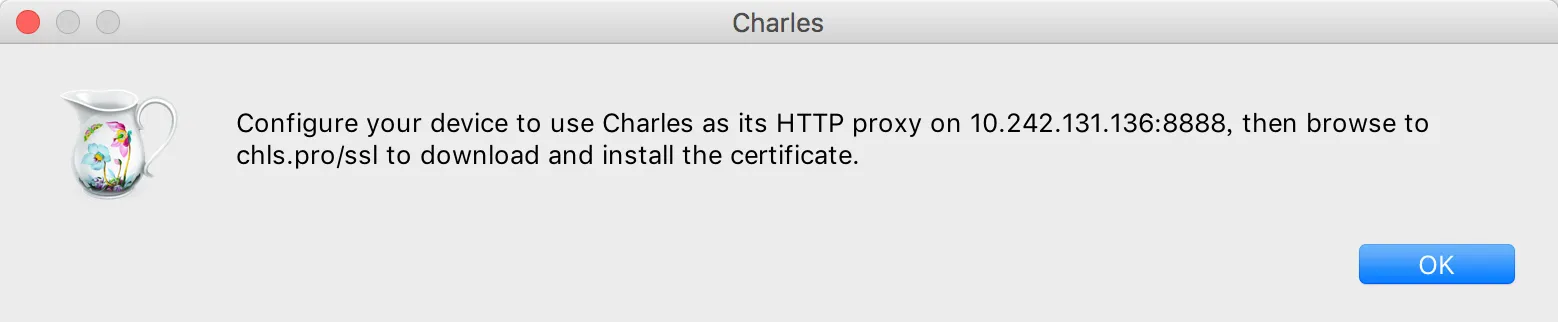 Charles
Configure your device to use Charles as its HTTP proxy on 10.242.131.136:8888, then browse to
chls.pro/ssl to download and install the certificate.
OK